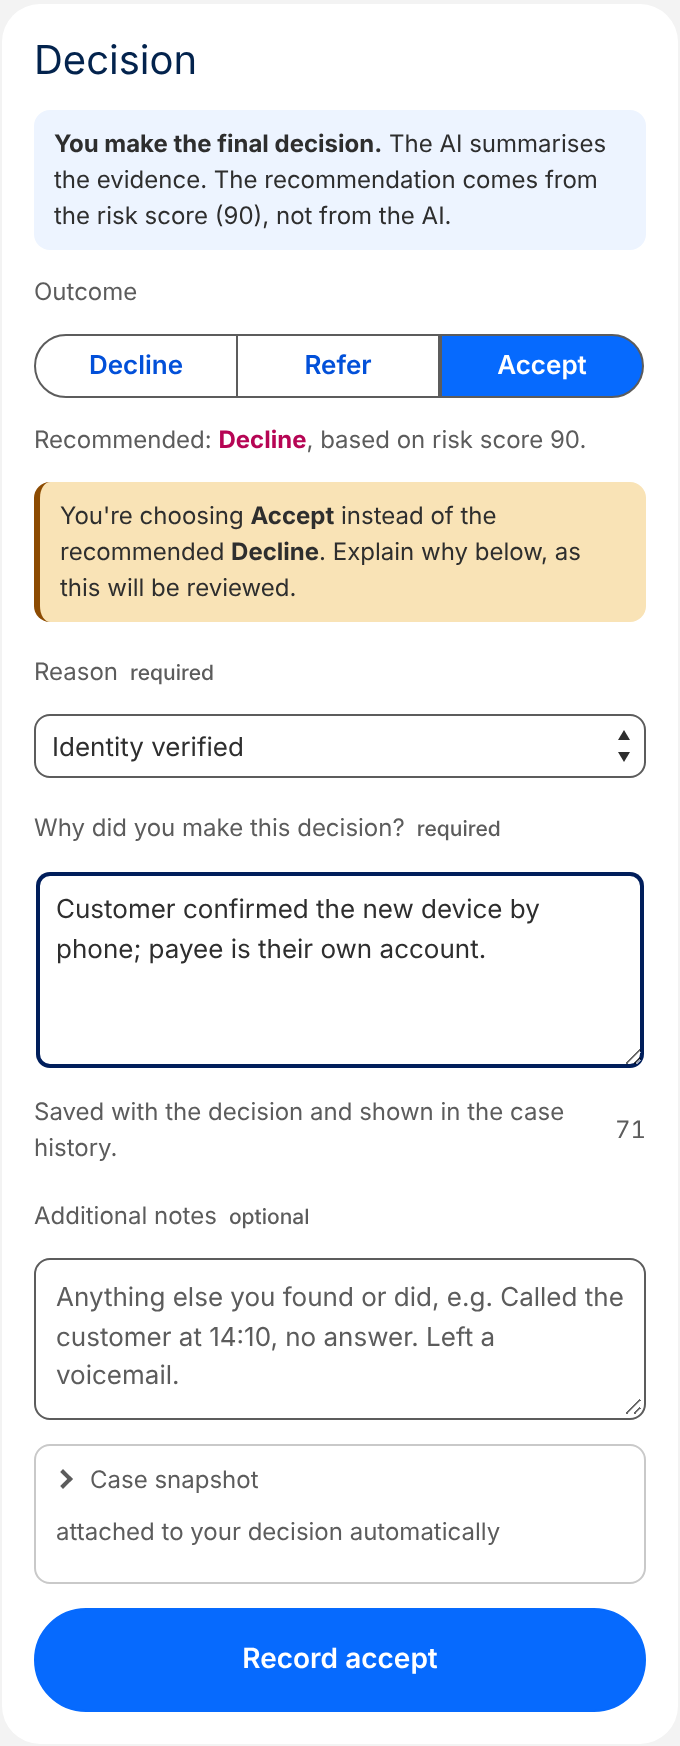 Decision
You make the final decision. The AI summarises
the evidence. The recommendation comes from
the risk score (90), not from the AI.
Outcome
Decline Refer Accept
Recommended: Decline, based on risk score 90.
You're choosing Accept instead of the
recommended Decline. Explain why below, as
this will be reviewed.
Reason required
Identity verified
Why did you make this decision? required
Customer confirmed the new device by
phone; payee is their own account.
Saved with the decision and shown in the case
history.
71
Additional notes optional
Anything else you found or did, e.g. Called the
customer at 14:10, no answer. Left a
voicemail.
Case snapshot
attached to your decision automatically
Record accept